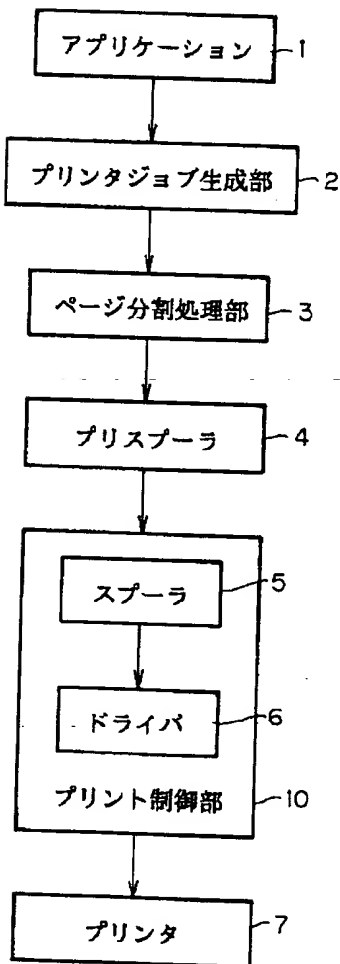 アプリケーション 1
プリンタジョブ生成部 2
ページ分割処理部 3
プリスプーラ 4
スプーラ 5
ドライバ 6
プリント制御部 10
プリンタ 7